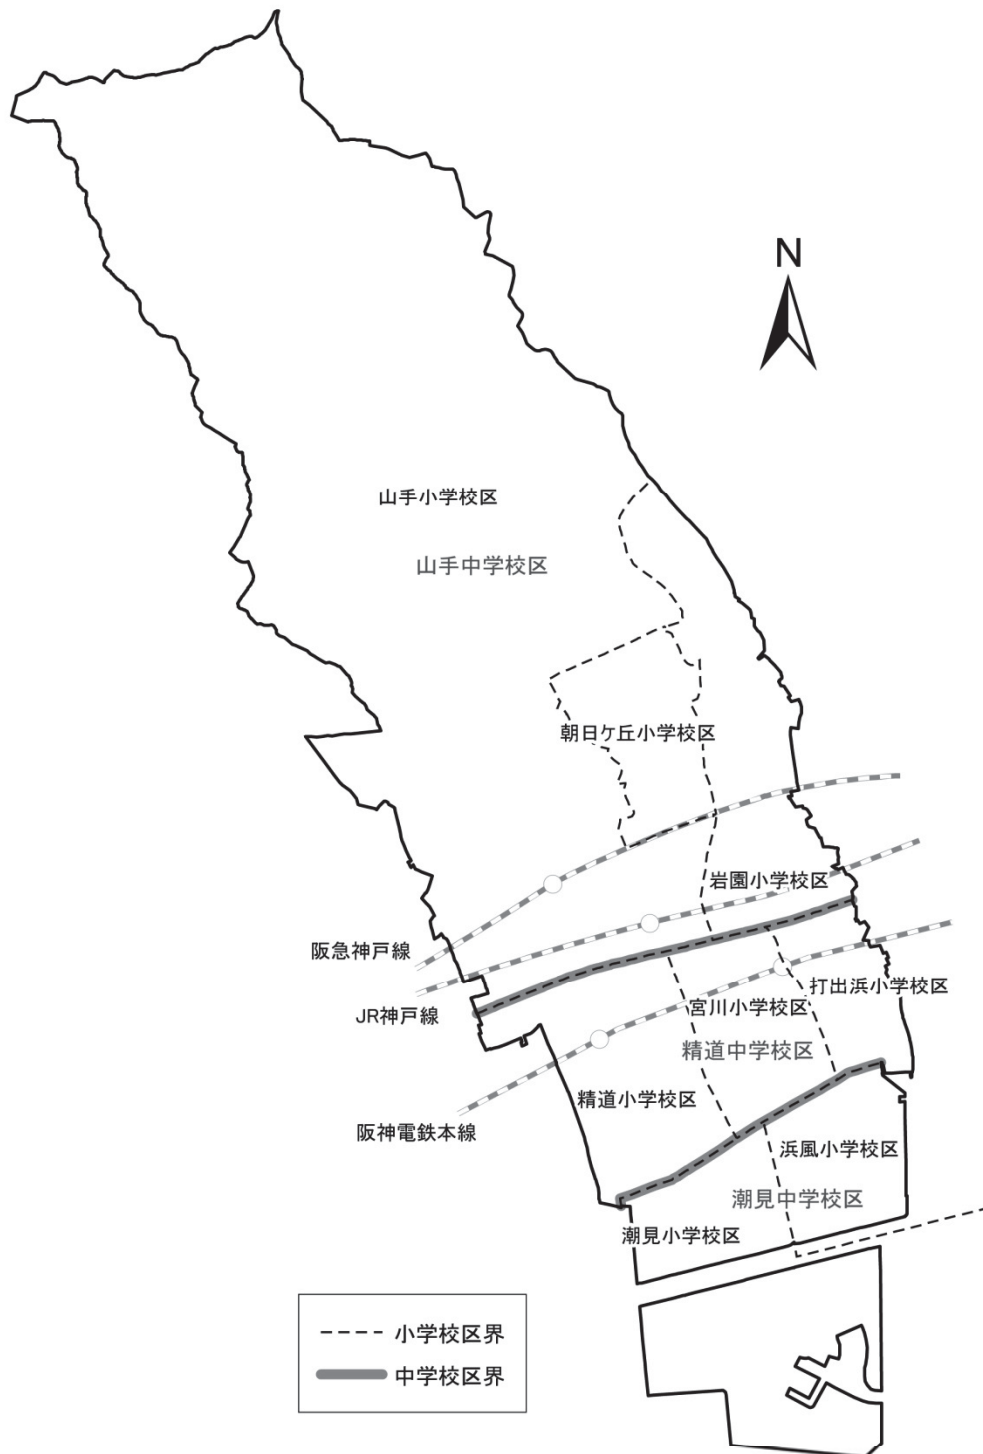 N
山手小学校区
山手中学校区
朝日ケ丘小学校区
岩園小学校区
阪急神戸線
打出浜小学校区
宮川小学校区
JR神戸線
精道中学校区
精道小学校区
阪神電鉄本線
浜風小学校区
潮見中学校区
潮見小学校区
小学校区界
中学校区界